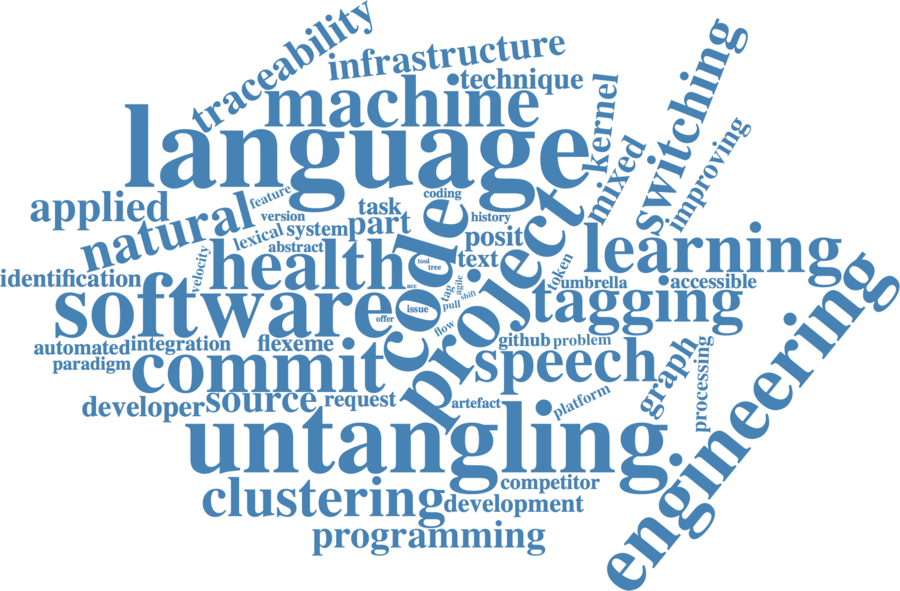 traceability
infrastructure
technique
machine
kernel
switching
language
mixed
improving
applied
natural
feature
version
coding
task
history
lexical
system
part
posit
abstract
code
project
learning
identification
velocity
health
tool
tree
text
token
umbrella
accessible
software
acc
agile
tag
shift
pull
issue
offer
flow
tagging
engineering
automated
integration
flexeme
github
problem
paradigm
commit
speech
graph
processing
developer
source
request
artefact
platform
untangling
competitor
clustering
development
programming